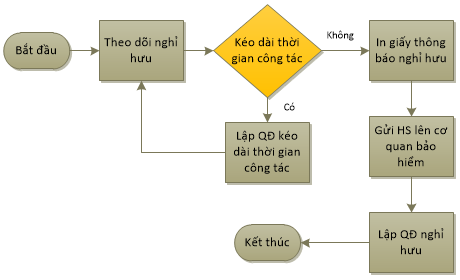 Bắt đầu
Theo dõi nghỉ
hưu
Kéo dài thời
gian công tác
Không
In giấy thông
báo nghỉ hưu
Có
Lập QĐ kéo
dài thời gian
công tác
Gửi HS lên cơ
quan bảo
hiểm
Lập QĐ nghỉ
hưu
Kết thúc